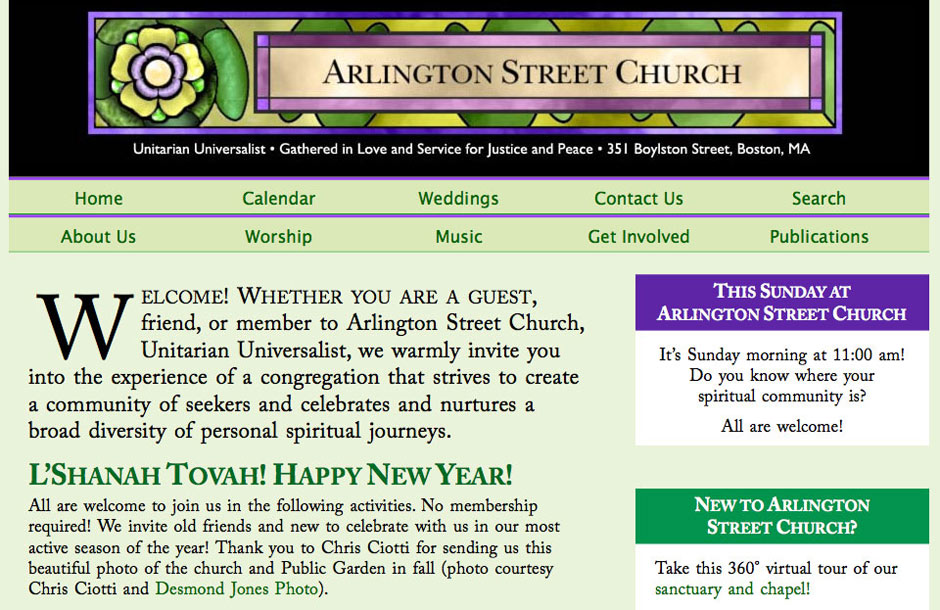 ARLINGTON STREET CHURCH
Unitarian Universalist • Gathered in Love and Service for Justice and Peace • 351 Boylston Street, Boston, MA
Home Calendar Weddings Contact Us Search
About Us Worship Music Get Involved Publications
WELCOME! WHETHER YOU ARE A GUEST,
friend, or member to Arlington Street Church,
Unitarian Universalist, we warmly invite you
into the experience of a congregation that strives to create
a community of seekers and celebrates and nurtures a
broad diversity of personal spiritual journeys.
L'SHANAH TOVAH! HAPPY NEW YEAR!
All are welcome to join us in the following activities. No membership
required! We invite old friends and new to celebrate with us in our most
active season of the year! Thank you to Chris Ciotti for sending us this
beautiful photo of the church and Public Garden in fall (photo courtesy
Chris Ciotti and Desmond Jones Photo).
THIS SUNDAY AT
ARLINGTON STREET CHURCH
It's Sunday morning at 11:00 am!
Do you know where your
spiritual community is?
All are welcome!
NEW TO ARLINGTON
STREET CHURCH?
Take this 360° virtual tour of our
sanctuary and chapel!